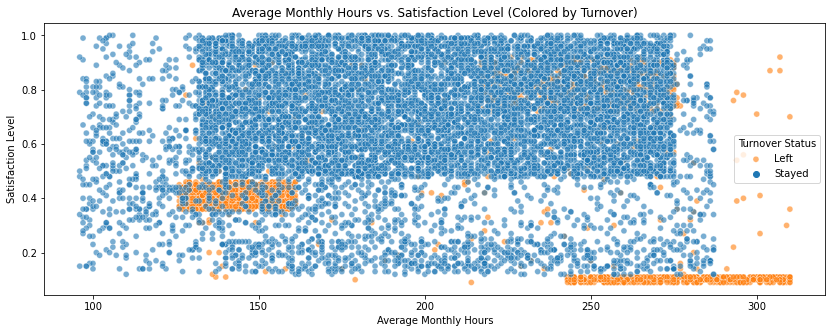 Average Monthly Hours vs. Satisfaction Level (Colored by Turnover)
1.0
0.8
0.6
0.4
0.2
Satisfaction Level
Turnover Status
Left
Stayed
100
150
200
250
300
Average Monthly Hours